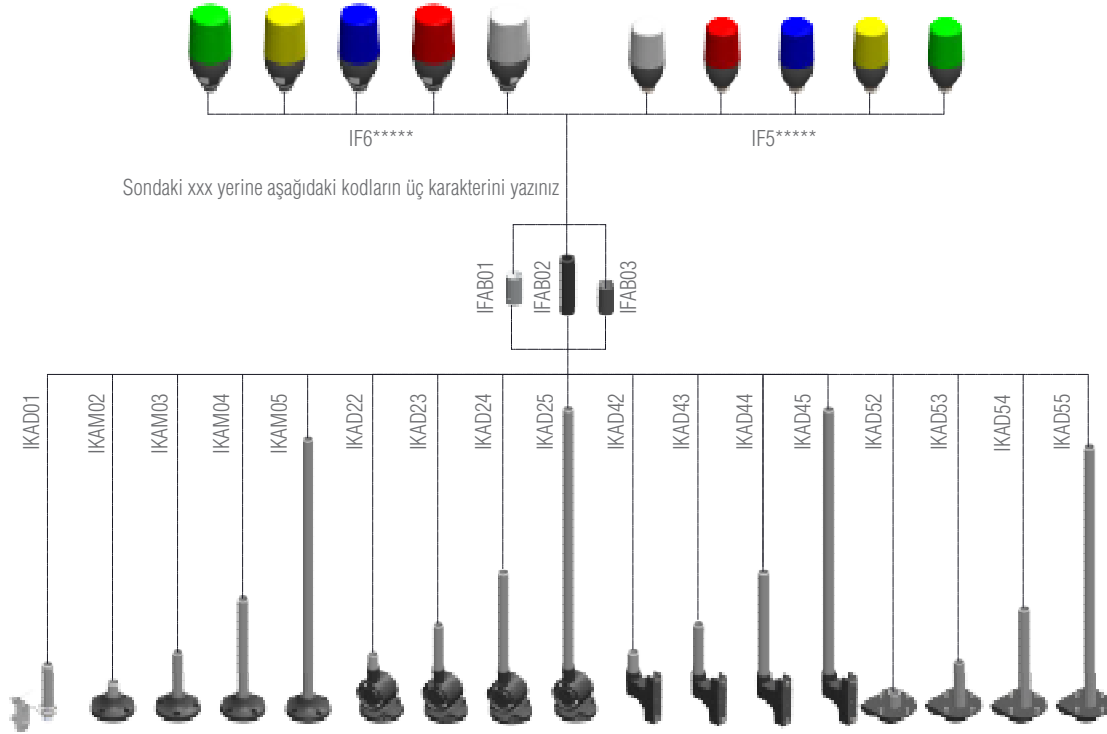 IF6*****
IF5*****
Sondaki xxx yerine aşağıdaki kodların üç karakterini yazınız
IFAB01
IFAB02
IFAB03
IKAD01
IKAM02
IKAM03
IKAM04
IKAM05
IKAD22
IKAD23
IKAD24
IKAD25
IKAD42
IKAD43
IKAD44
IKAD45
IKAD52
IKAD53
IKAD54
IKAD55